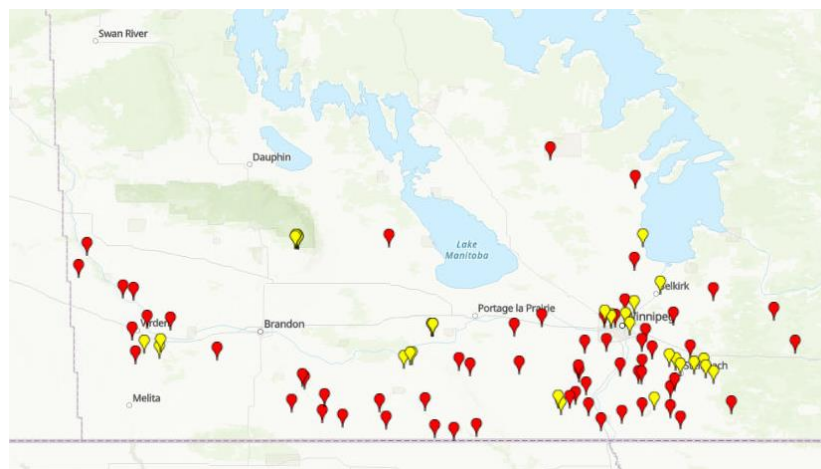 Swan River
Dauphin
Lake
Manitoba
Selkirk
Portage la Prairie
Winnipeg
Virden
Brandon
Melita